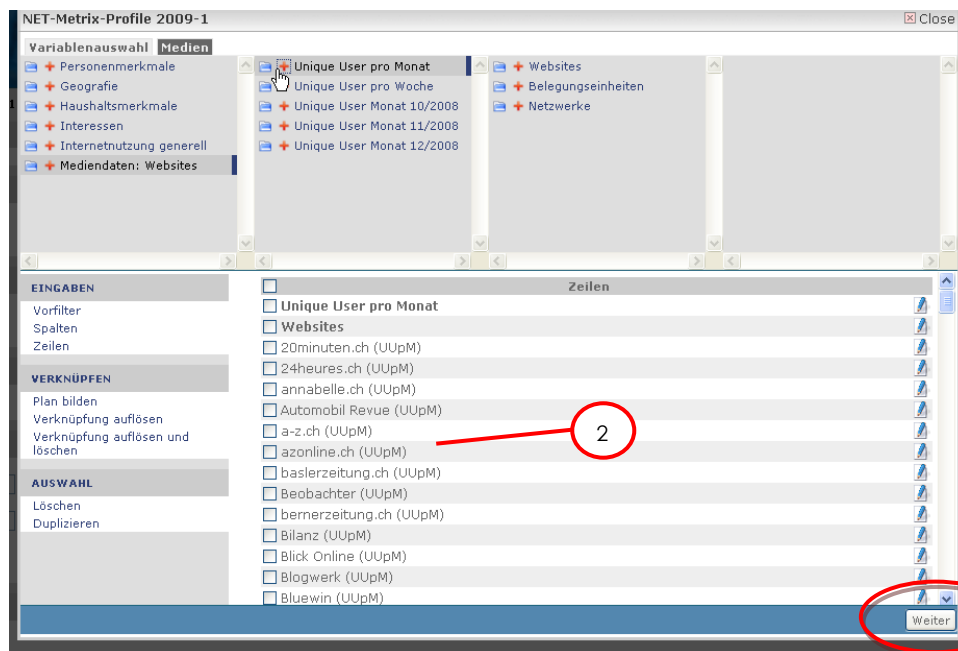 NET-Metrix-Profile 2009-1
Close
Variablenauswahl Medien
Personenmerkmale
Geografie
Haushaltsmerkmale
Interessen
Internetnutzung generell
Mediendaten: Websites
Unique User pro Monat
Unique User pro Woche
Unique User Monat 10/2008
Unique User Monat 11/2008
Unique User Monat 12/2008
Websites
Belegungseinheiten
Netzwerke
EINGABEN
Vorfilter
Spalten
Zeilen
VERKNÜPFEN
Plan bilden
Verknüpfung auflösen
Verknüpfung auflösen und
löschen
AUSWAHL
Löschen
Duplizieren
Zeilen
Unique User pro Monat
Websites
20minuten.ch (UUpM)
24heures.ch (UUpM)
annabelle.ch (UUpM)
Automobil Revue (UUpM)
a-z.ch (UUpM)
azonline.ch (UUpM)
baslerzeitung.ch (UUpM)
Beobachter (UUpM)
bernerzeitung.ch (UUpM)
Bilanz (UUpM)
Blick Online (UUpM)
Blogwerk (UUpM)
Bluewin (UUpM)
2
Weiter